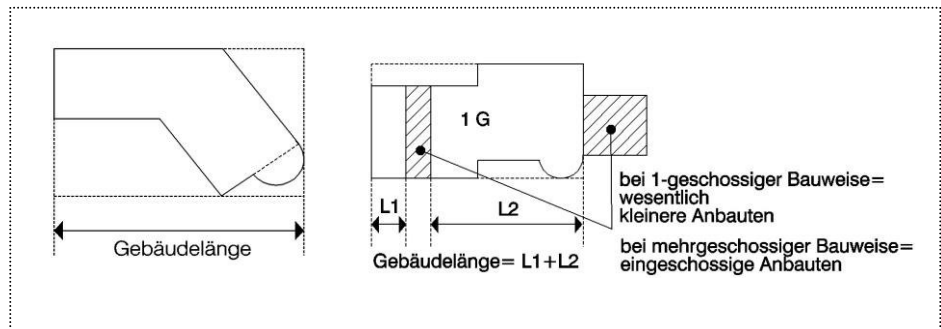 Gebäudelänge
1 G
L1
L2
Gebäudelänge= L1+L2
bei 1-geschossiger Bauweise=
wesentlich
kleinere Anbauten
bei mehrgeschossiger Bauweise=
eingeschossige Anbauten